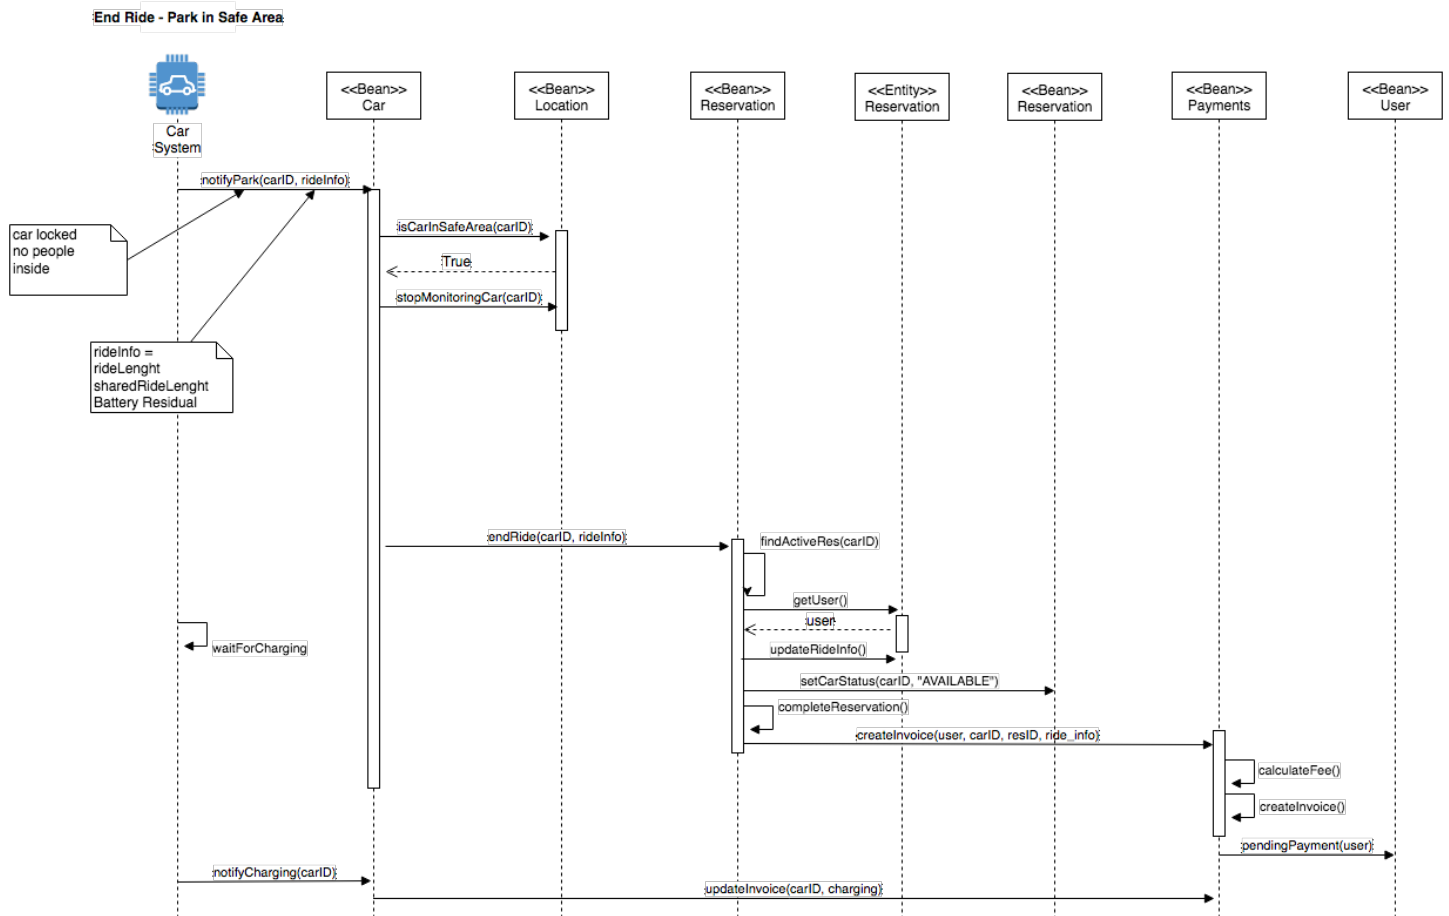 End Ride - Park in Safe Area
Car
System
<<Bean>>
Car
<<Bean>>
Location
<<Bean>>
Reservation
<<Entity>>
Reservation
<<Bean>>
Reservation
<<Bean>>
Payments
<<Bean>>
User
notifyPark(carID, rideInfo)
car locked
no people
inside
isCarInSafeArea(carID)
True
stopMonitoringCar(carID)
rideInfo =
rideLenght
sharedRideLenght
Battery Residual
endRide(carID, rideInfo)
findActiveRes(carID)
getUser()
user
waitForCharging
updateRideInfo()
setCarStatus(carID, "AVAILABLE")
completeReservation()
createInvoice(user, carID, resID, ride_info)
calculateFee()
createInvoice()
pendingPayment(user)
notifyCharging(carID)
updateInvoice(carID, charging)